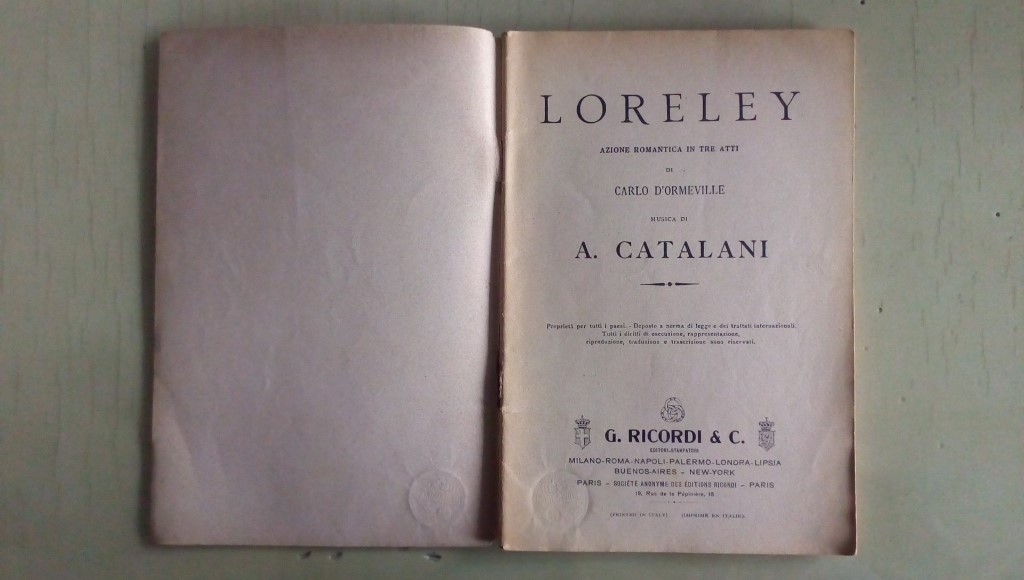 LORELEY
AZIONE ROMANTICA IN TRE ATTI
DI
CARLO D'ORMEVILLE
MUSICA DI
A. CATALANI
Proprietà per tutti i paesi. - Deposto a norma di legge e dei trattati internazionali.
Tutti i diritti di esecuzione, rappresentazione,
riproduzione, traduzione e trascrizione sono riservati.
G. RICORDI & C.
EDITORI-STAMPATORI
MILANO-ROMA-NAPOLI-PALERMO-LONDRA-LIPSIA
BUENOS-AIRES - NEW-YORK
PARIS - SOCIÉTÉ ANONYME DES ÉDITIONS RICORDI - PARIS
18, Rue de la Pépinière, 18
(PRINTED IN ITALY). (IMPRIMÉ EN ITALIE).